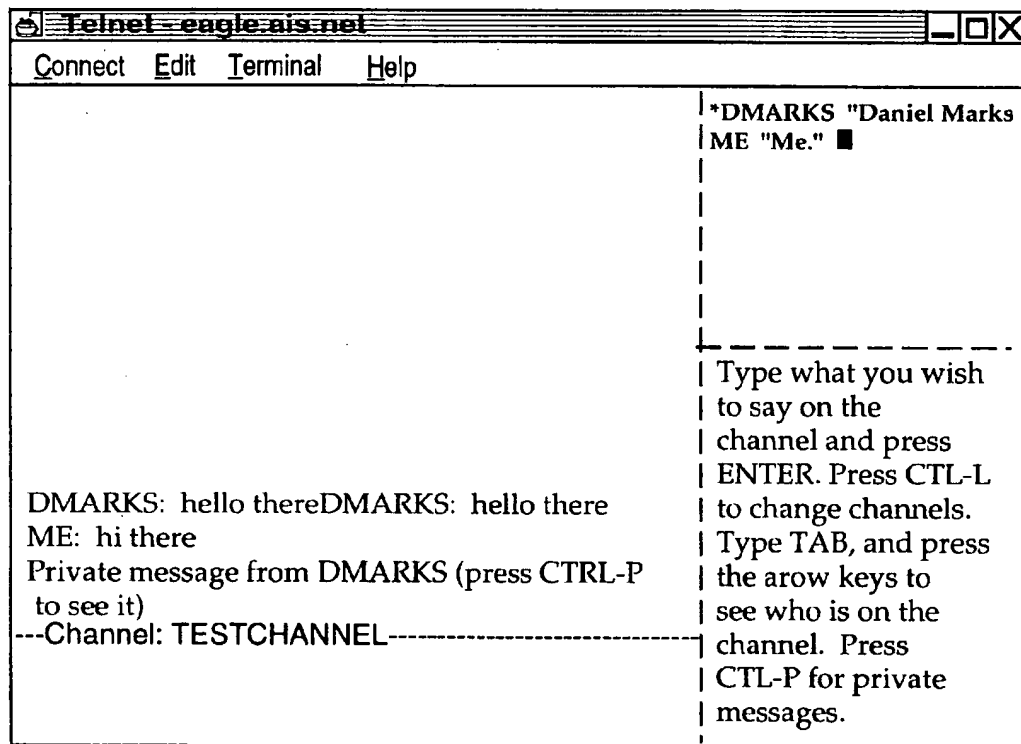 Telnet - eagle.ais.net
Connect Edit Terminal Help
*DMARKS "Daniel Marks
ME "Me."
DMARKS: hello thereDMARKS: hello there
ME: hi there
Private message from DMARKS (press CTRL-P
to see it)
---Channel: TESTCHANNEL---
Type what you wish
to say on the
channel and press
ENTER. Press CTL-L
to change channels.
Type TAB, and press
the arow keys to
see who is on the
channel. Press
CTL-P for private
messages.